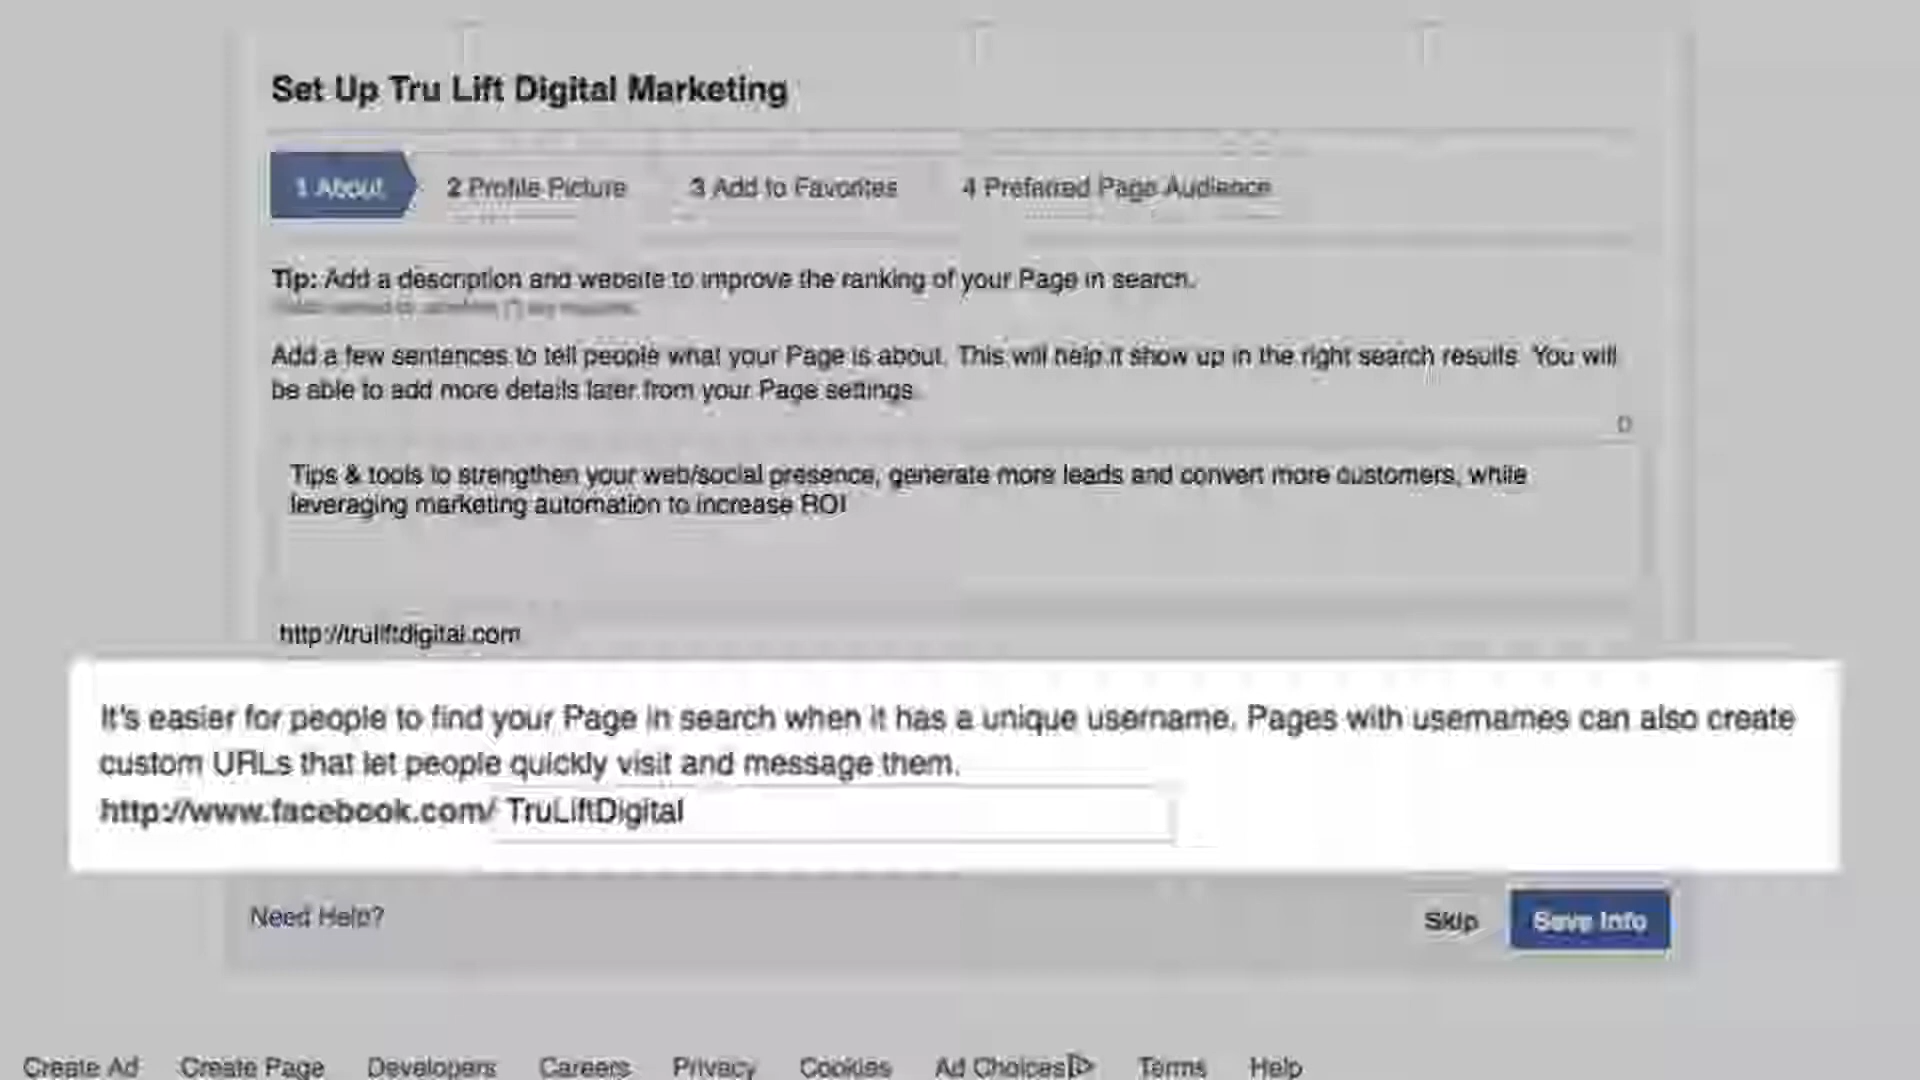 Set Up Tru Lift Digital Marketing
1 About 2 Profile Picture 3 Add to Favorites 4 Preferred Page Audience
Tip: Add a description and website to improve the ranking of your Page in search.
Add a few sentences to tell people what your Page is about. This will help it show up in the right search results. You will
be able to add more details later from your Page settings.
0
Tips & tools to strengthen your web/social presence, generate more leads and convert more customers, while
leveraging marketing automation to increase ROI
http://truliftdigital.com
It's easier for people to find your Page in search when it has a unique username. Pages with usernames can also create
custom URLs that let people quickly visit and message them.
http://www.facebook.com/ TruLiftDigital
Need Help? Skip Save Info
Create Ad Create Page Developers Careers Privacy Cookies Ad Choices Terms Help